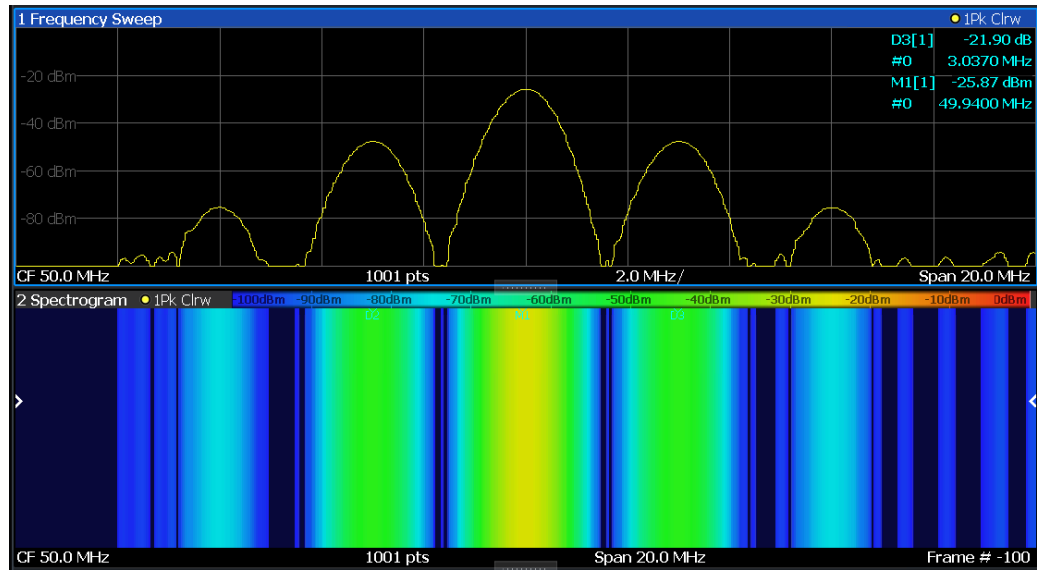 1 Frequency Sweep 1Pk Clrw
D3[1] -21.90 dB
#0 3.0370 MHz
-20 dBm
M1[1] -25.87 dBm
#0 49.9400 MHz
-40 dBm
-60 dBm
-80 dBm
CF 50.0 MHz 1001 pts 2.0 MHz/ Span 20.0 MHz
2 Spectrogram 1Pk Clrw -100dBm -90dBm -80dBm -70dBm -60dBm -50dBm -40dBm -30dBm -20dBm -10dBm 0dBm
D2 M1 D3
CF 50.0 MHz 1001 pts Span 20.0 MHz Frame # -100